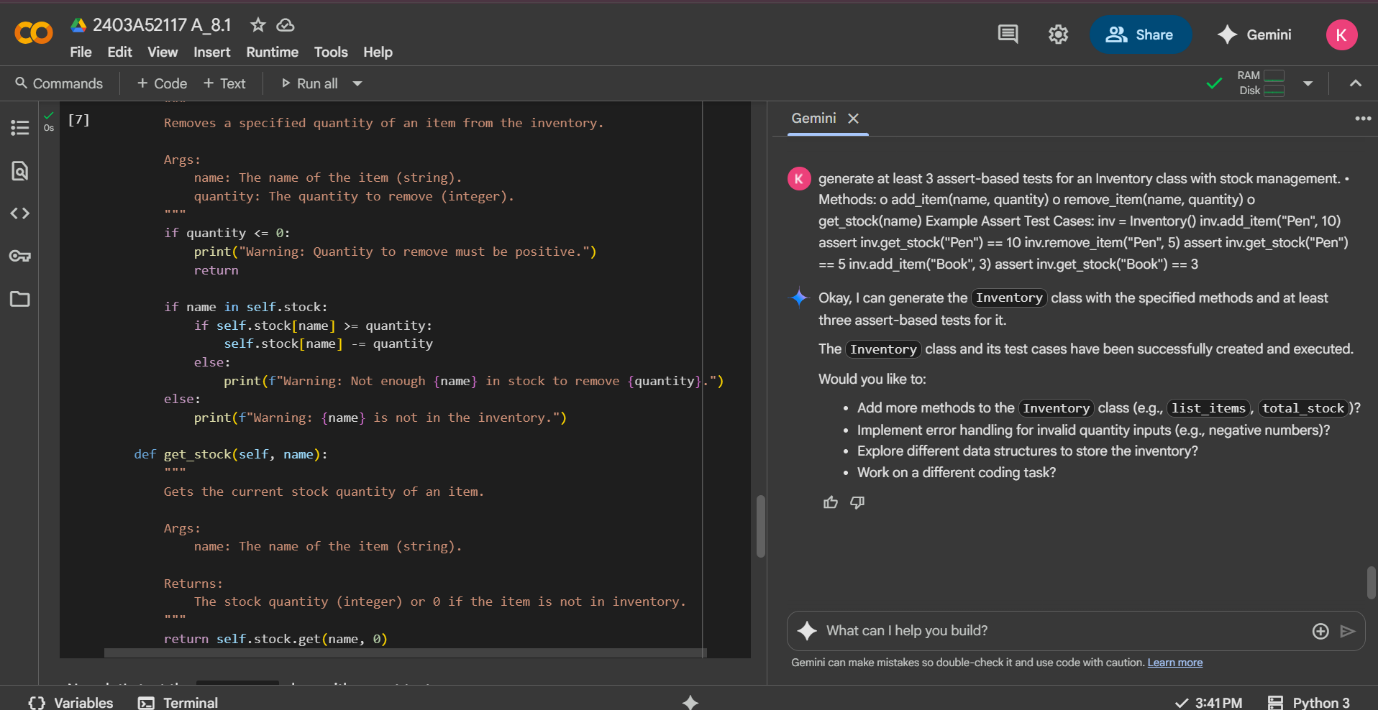 2403A52117 A_8.1
File Edit View Insert Runtime Tools Help
Share
Gemini
K
Commands
+ Code + Text
Run all
RAM
Disk
[7]
0s
Removes a specified quantity of an item from the inventory.
Args:
name: The name of the item (string).
quantity: The quantity to remove (integer).
"""
if quantity <= 0:
print("Warning: Quantity to remove must be positive.")
return
if name in self.stock:
if self.stock[name] >= quantity:
self.stock[name] -= quantity
else:
print(f"Warning: Not enough {name} in stock to remove {quantity}.")
else:
print(f"Warning: {name} is not in the inventory.")
def get_stock(self, name):
"""
Gets the current stock quantity of an item.
Args:
name: The name of the item (string).
Returns:
The stock quantity (integer) or 0 if the item is not in inventory.
"""
return self.stock.get(name, 0)
Gemini
K
generate at least 3 assert-based tests for an Inventory class with stock management. •
Methods: o add_item(name, quantity) o remove_item(name, quantity) o
get_stock(name) Example Assert Test Cases: inv = Inventory() inv.add_item("Pen", 10)
assert inv.get_stock("Pen") == 10 inv.remove_item("Pen", 5) assert inv.get_stock("Pen")
== 5 inv.add_item("Book", 3) assert inv.get_stock("Book") == 3
Okay, I can generate the Inventory class with the specified methods and at least
three assert-based tests for it.
The Inventory class and its test cases have been successfully created and executed.
Would you like to:
• Add more methods to the Inventory class (e.g., list_items, total_stock)?
• Implement error handling for invalid quantity inputs (e.g., negative numbers)?
• Explore different data structures to store the inventory?
• Work on a different coding task?
What can I help you build?
Gemini can make mistakes so double-check it and use code with caution. Learn more
Variables
Terminal
3:41 PM
Python 3